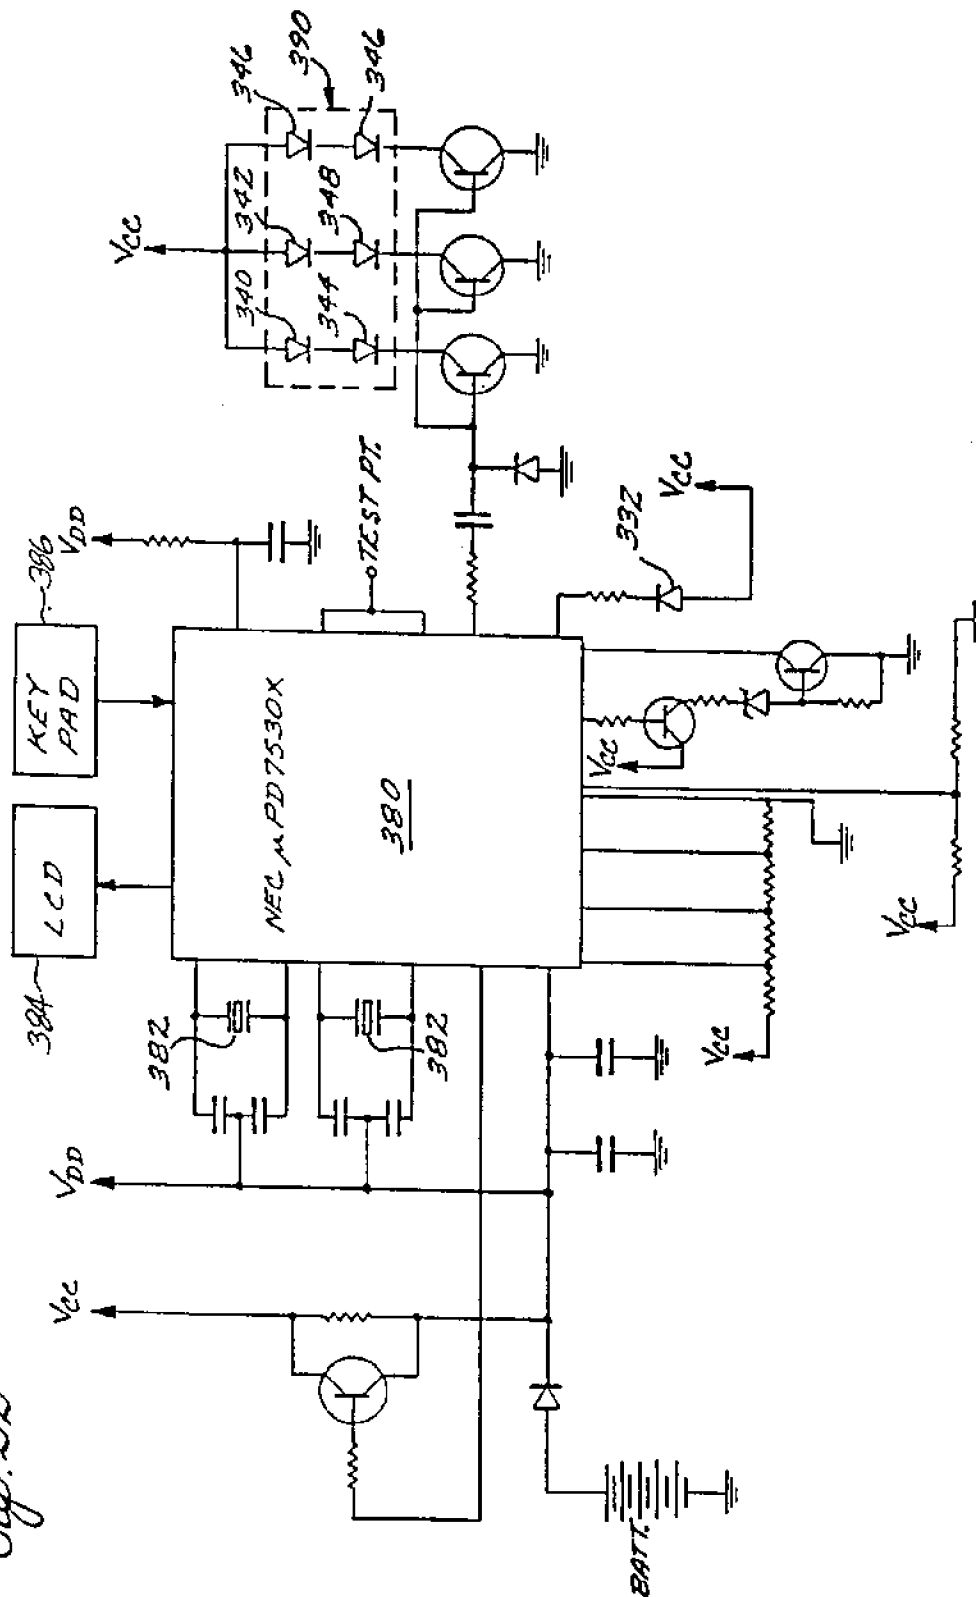 346
390
346
VCC
342
348
340
344
VDD
386
KEY
PAD
TEST PT.
VCC
332
LCD
384
NEC µPD7530X
380
VCC
382
382
VCC
VCC
VDD
VCC
BATT.